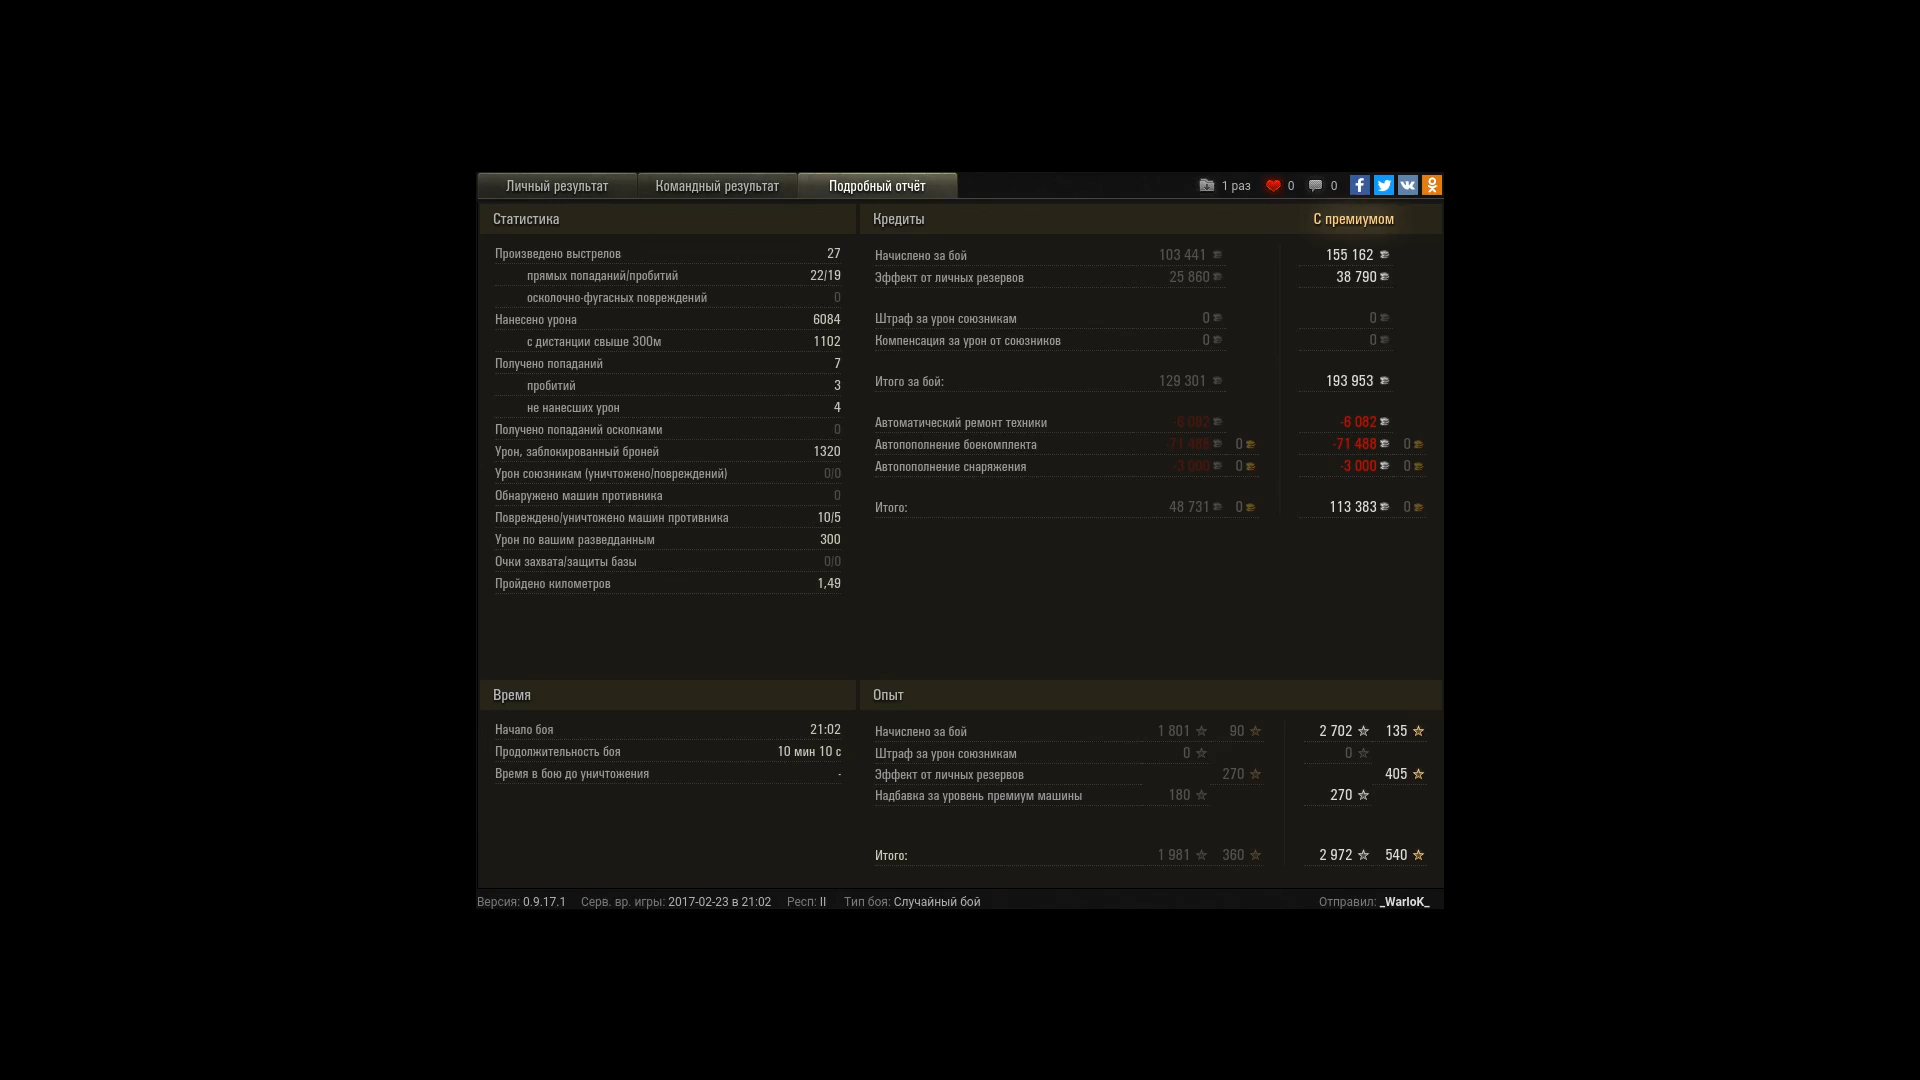 Личный результат Командный результат Подробный отчёт 1 раз 0 0
Статистика
Произведено выстрелов 27
прямых попаданий/пробитий 22/19
осколочно-фугасных повреждений 0
Нанесено урона 6084
с дистанции свыше 300м 1102
Получено попаданий 7
пробитий 3
не нанесших урон 4
Получено попаданий осколками 0
Урон, заблокированный броней 1320
Урон союзникам (уничтожено/повреждений) 0/0
Обнаружено машин противника 0
Повреждено/уничтожено машин противника 10/5
Урон по вашим разведданным 300
Очки захвата/защиты базы 0/0
Пройдено километров 1,49
Кредиты С премиумом
Начислено за бой 103 441 155 162
Эффект от личных резервов 25 860 38 790
Штраф за урон союзникам 0 0
Компенсация за урон от союзников 0 0
Итого за бой: 129 301 193 953
Автоматический ремонт техники -6 082 -6 082
Автопополнение боекомплекта -71 488 0 -71 488 0
Автопополнение снаряжения -3 000 0 -3 000 0
Итого: 48 731 0 113 383 0
Время
Начало боя 21:02
Продолжительность боя 10 мин 10 с
Время в бою до уничтожения -
Опыт
Начислено за бой 1 801 90 2 702 135
Штраф за урон союзникам 0 0
Эффект от личных резервов 270 405
Надбавка за уровень премиум машины 180 270
Итого: 1 981 360 2 972 540
Версия: 0.9.17.1 Серв. вр. игры: 2017-02-23 в 21:02 Респ: II Тип боя: Случайный бой Отправил: _WarloK_